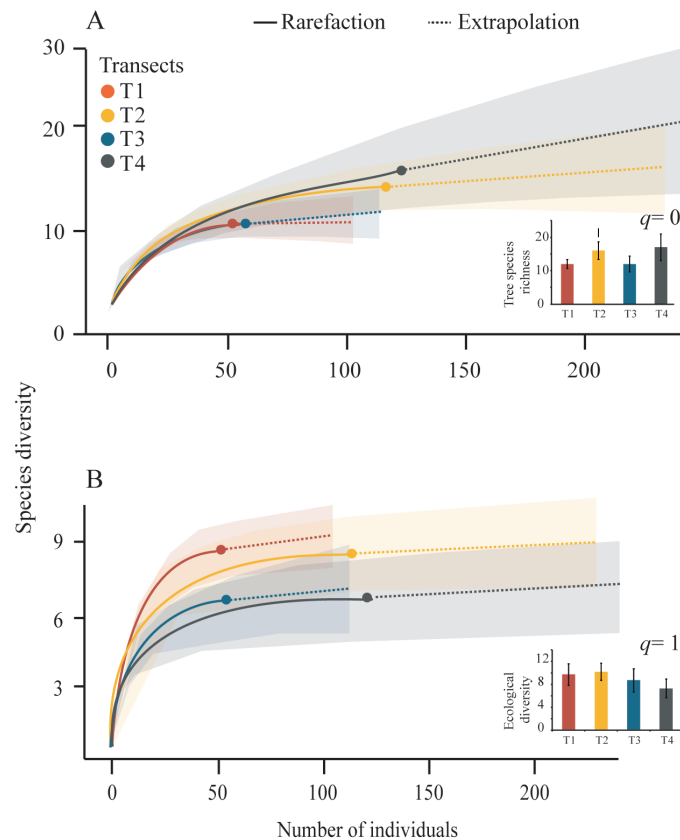 A
Rarefaction
Extrapolation
30
20
10
0
Transects
T1
T2
T3
T4
q= 0
Tree species
richness
20
10
0
T1 T2 T3 T4
0 50 100 150 200
Species diversity
B
9
6
3
0
q= 1
Ecological
diversity
12
8
4
0
T1 T2 T3 T4
0 50 100 150 200
Number of individuals